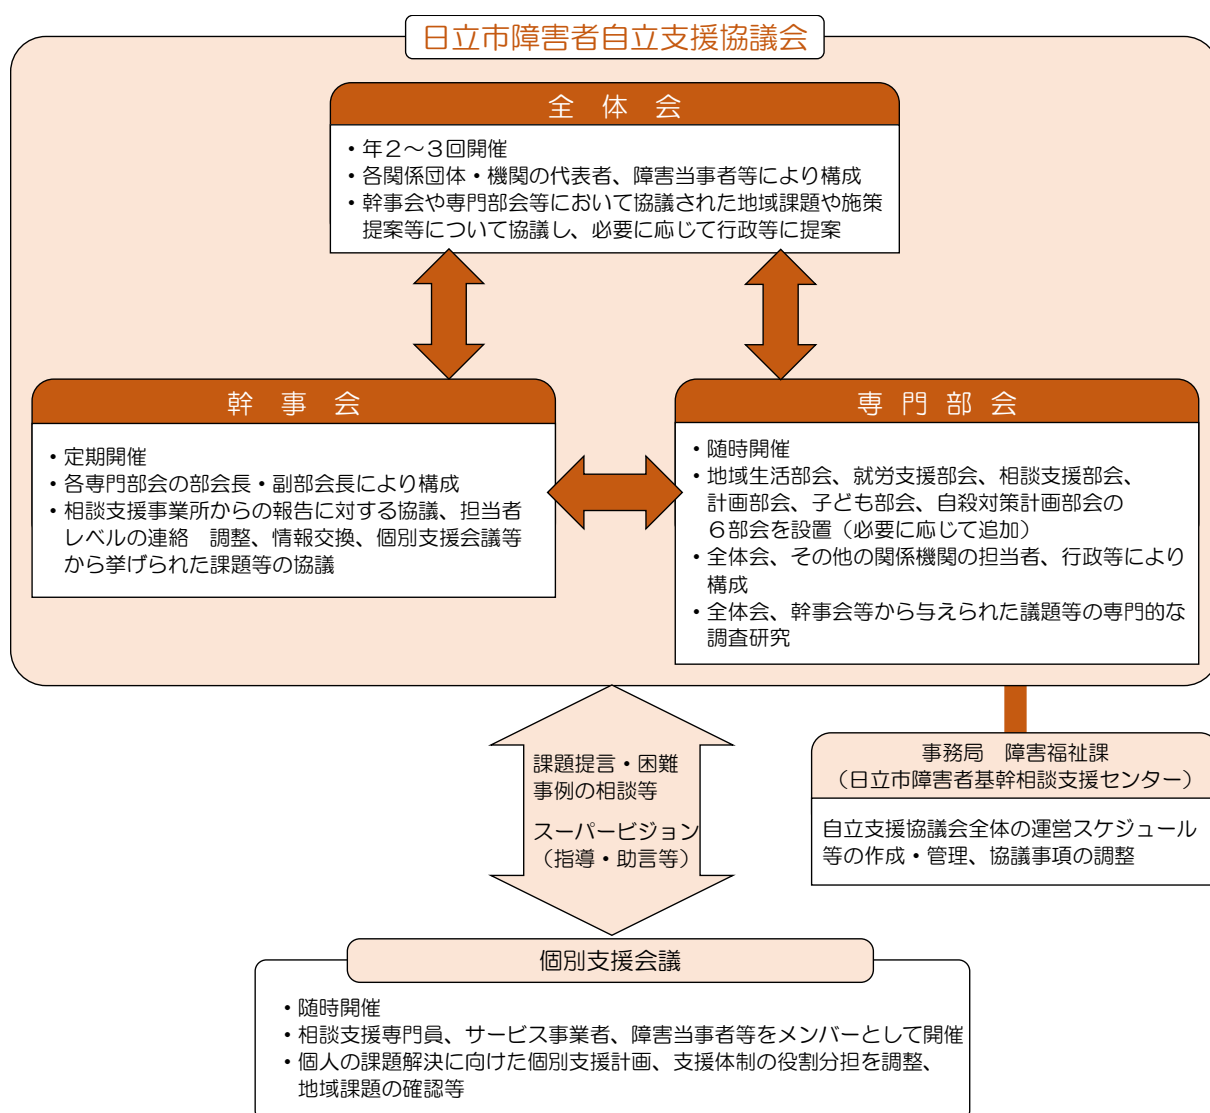 日立市障害者自立支援協議会
全 体 会
・年２～３回開催
・各関係団体・機関の代表者、障害当事者等により構成
・幹事会や専門部会等において協議された地域課題や施策
提案等について協議し、必要に応じて行政等に提案
幹 事 会
・定期開催
・各専門部会の部会長・副部会長により構成
・相談支援事業所からの報告に対する協議、担当者
レベルの連絡　調整、情報交換、個別支援会議等
から挙げられた課題等の協議
専 門 部 会
・随時開催
・地域生活部会、就労支援部会、相談支援部会、
計画部会、子ども部会、自殺対策計画部会の
６部会を設置（必要に応じて追加）
・全体会、その他の関係機関の担当者、行政等により
構成
・全体会、幹事会等から与えられた議題等の専門的な
調査研究
課題提言・困難
事例の相談等
スーパービジョン
（指導・助言等）
事務局　障害福祉課
（日立市障害者基幹相談支援センター）
自立支援協議会全体の運営スケジュール
等の作成・管理、協議事項の調整
個別支援会議
・随時開催
・相談支援専門員、サービス事業者、障害当事者等をメンバーとして開催
・個人の課題解決に向けた個別支援計画、支援体制の役割分担を調整、
地域課題の確認等